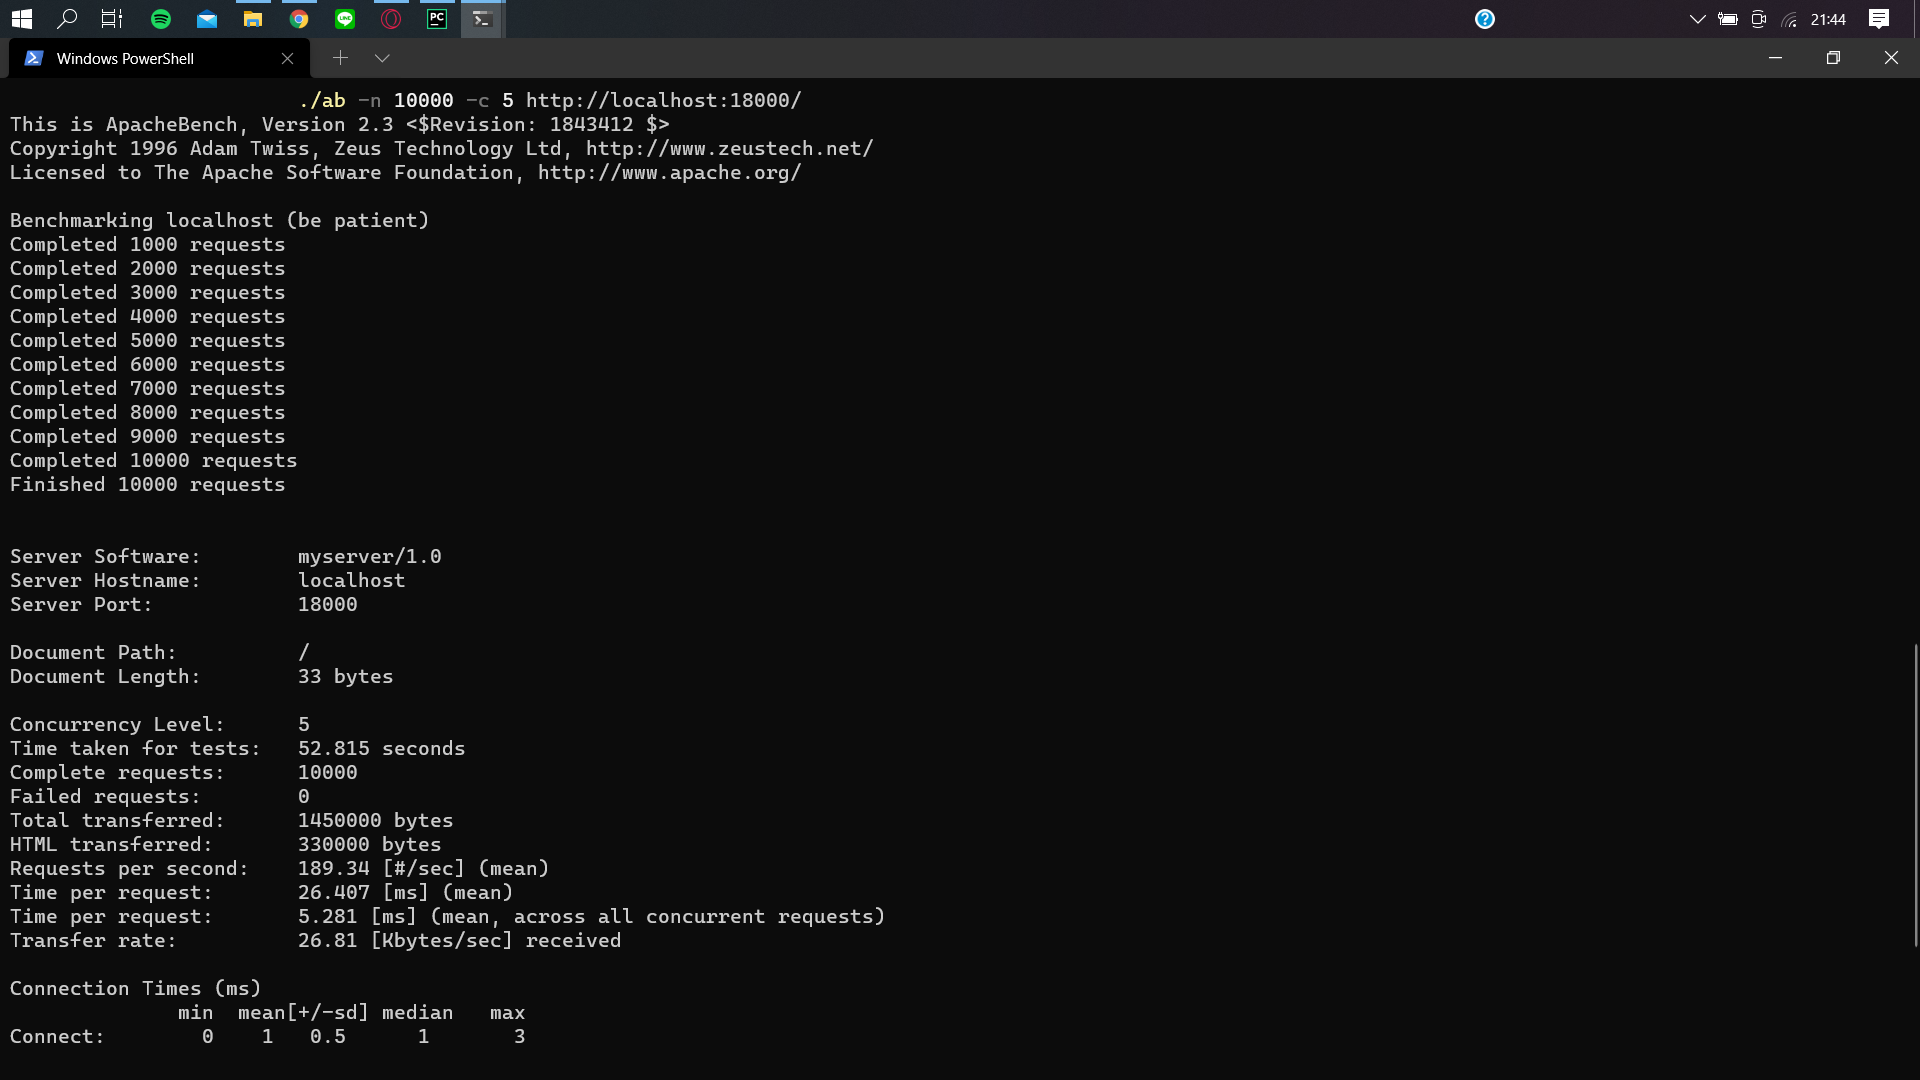 21:44
Windows PowerShell
./ab -n 10000 -c 5 http://localhost:18000/
This is ApacheBench, Version 2.3 <$Revision: 1843412 $>
Copyright 1996 Adam Twiss, Zeus Technology Ltd, http://www.zeustech.net/
Licensed to The Apache Software Foundation, http://www.apache.org/
Benchmarking localhost (be patient)
Completed 1000 requests
Completed 2000 requests
Completed 3000 requests
Completed 4000 requests
Completed 5000 requests
Completed 6000 requests
Completed 7000 requests
Completed 8000 requests
Completed 9000 requests
Completed 10000 requests
Finished 10000 requests
Server Software: myserver/1.0
Server Hostname: localhost
Server Port: 18000
Document Path: /
Document Length: 33 bytes
Concurrency Level: 5
Time taken for tests: 52.815 seconds
Complete requests: 10000
Failed requests: 0
Total transferred: 1450000 bytes
HTML transferred: 330000 bytes
Requests per second: 189.34 [#/sec] (mean)
Time per request: 26.407 [ms] (mean)
Time per request: 5.281 [ms] (mean, across all concurrent requests)
Transfer rate: 26.81 [Kbytes/sec] received
Connection Times (ms)
min mean[+/-sd] median max
Connect: 0 1 0.5 1 3